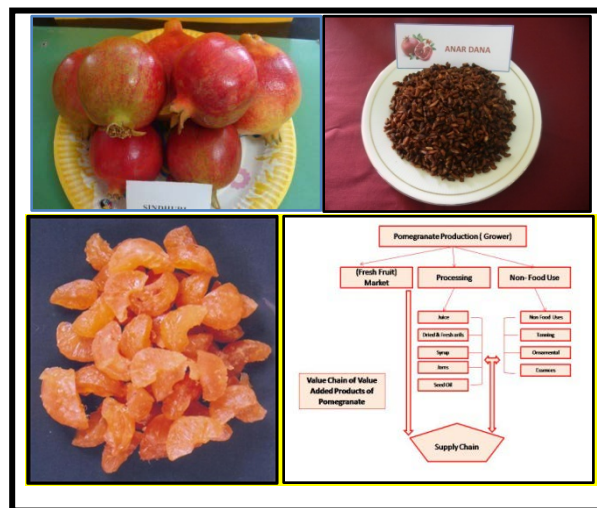 SINDHURI
ANAR DANA
Pomegranate Production ( Grower)
(Fresh Fruit)
Market
Processing
Non- Food Use
Juice
Dried & Fresh arils
Syrup
Jams
Seed Oil
Non Food Uses
Tanning
Ornamental
Essences
Value Chain of Value
Added Products of
Pomegranate
Supply Chain